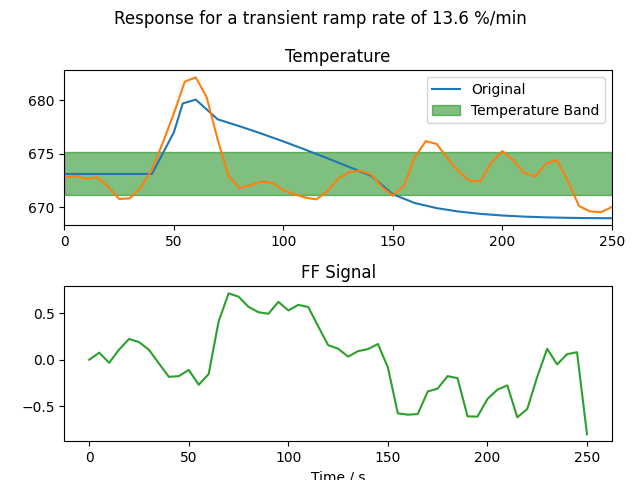 Response for a transient ramp rate of 13.6 %/min
Temperature
680
675
670
Original
Temperature Band
0 50 100 150 200 250
FF Signal
0.5
0.0
−0.5
0 50 100 150 200 250
Time / s